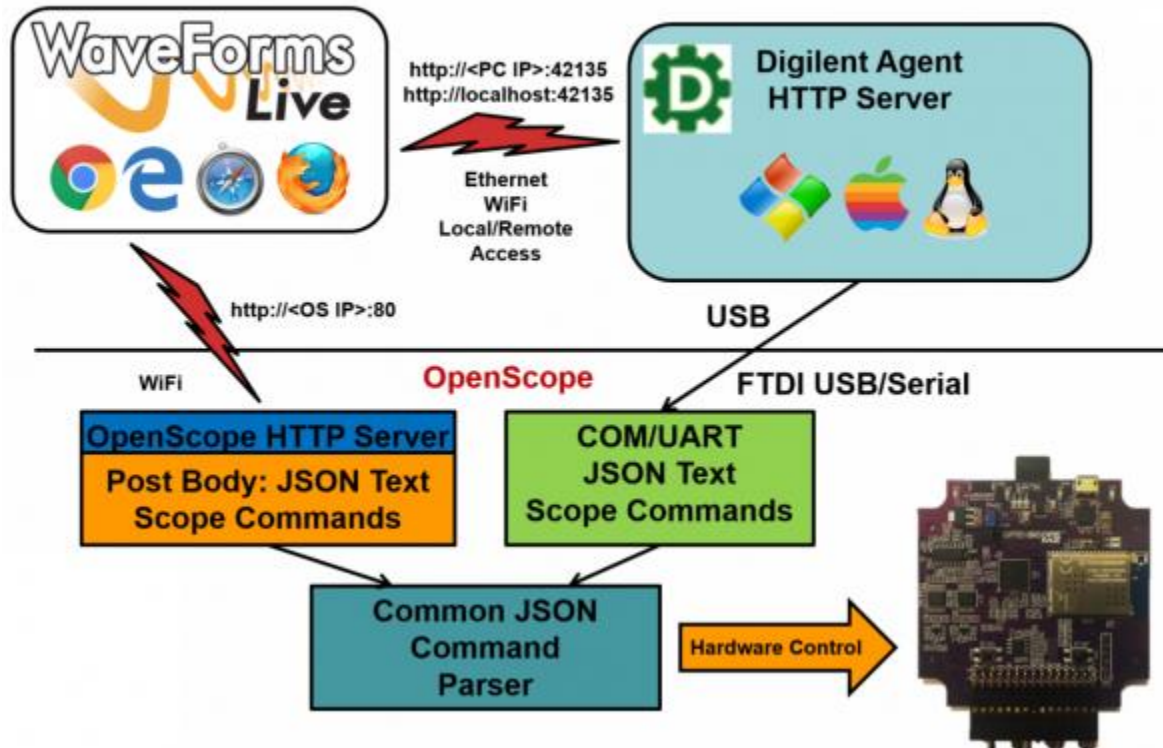 WaveForms
Live
http://<PC IP>:42135
http://localhost:42135
Ethernet
WiFi
Local/Remote
Access
D
Digilent Agent
HTTP Server
http://<OS IP>:80
USB
WiFi
OpenScope
FTDI USB/Serial
OpenScope HTTP Server
Post Body: JSON Text
Scope Commands
COM/UART
JSON Text
Scope Commands
Common JSON
Command
Parser
Hardware Control